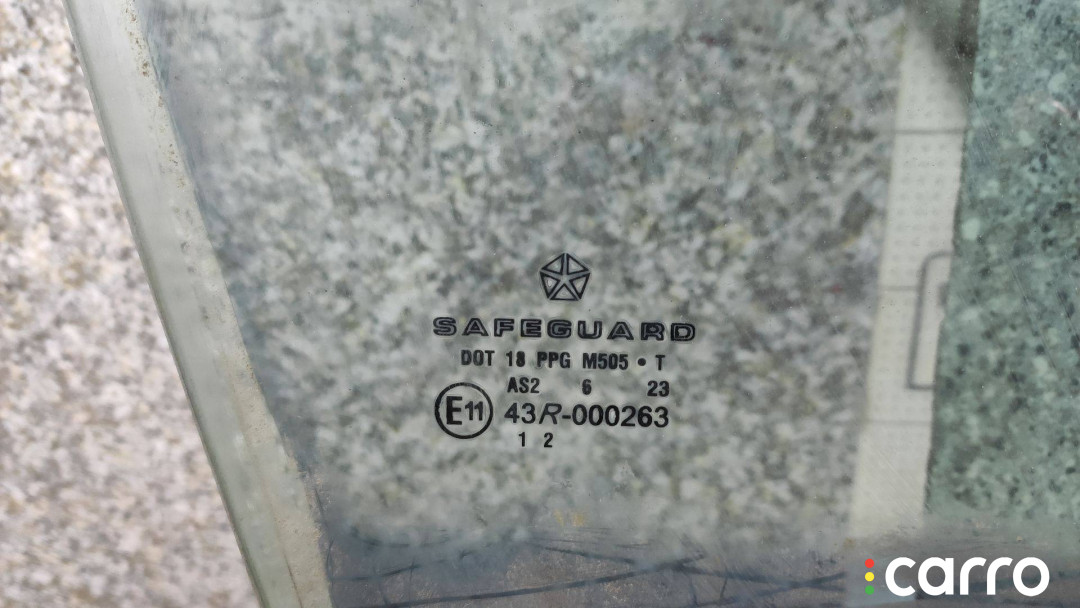 SAFEGUARD
DOT 18 PPG M505 • T
AS2 6 23
E11 43R-000263
1 2
carro